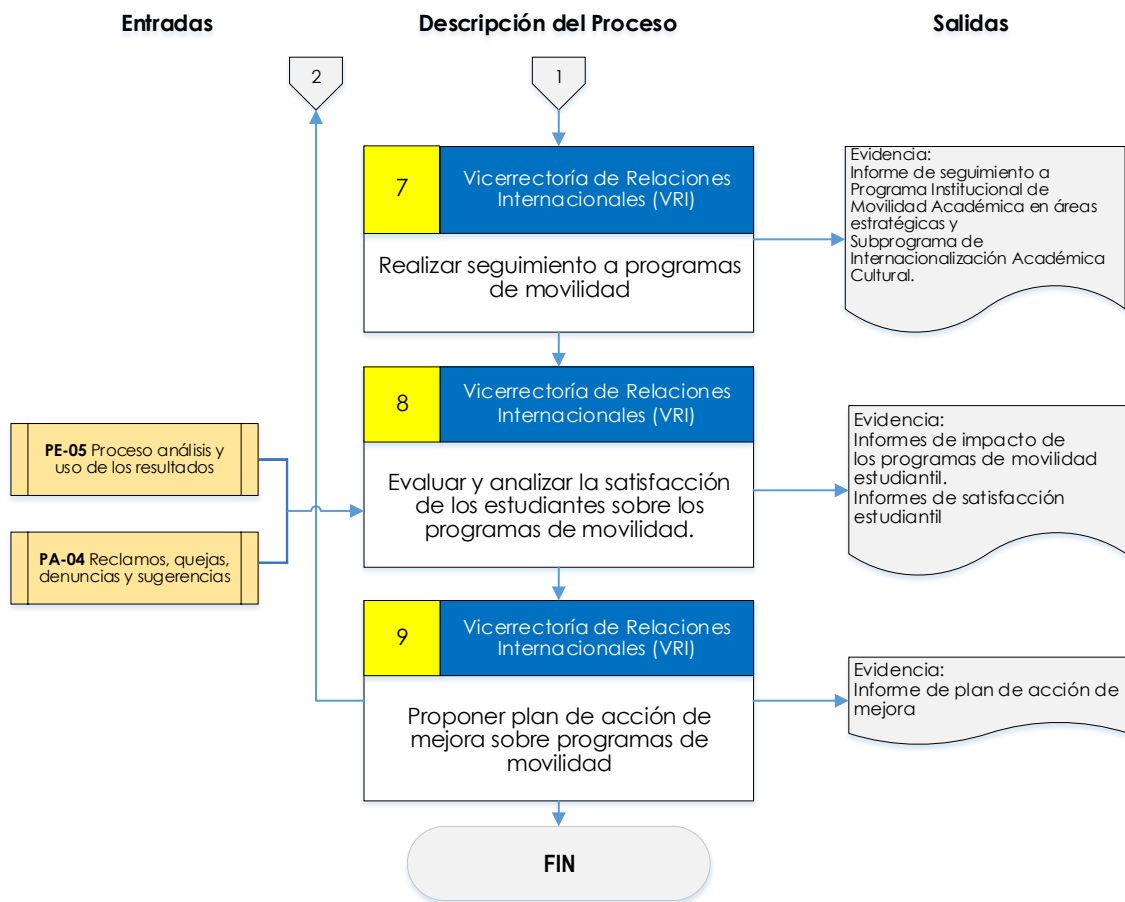 Entradas
Descripción del Proceso
Salidas
2
1
7
Vicerrectoría de Relaciones
Internacionales (VRI)
Realizar seguimiento a programas
de movilidad
Evidencia:
Informe de seguimiento a
Programa Institucional de
Movilidad Académica en áreas
estratégicas y
Subprograma de
Internacionalización Académica
Cultural.
PE-05 Proceso análisis y
uso de los resultados
PA-04 Reclamos, quejas,
denuncias y sugerencias
8
Vicerrectoría de Relaciones
Internacionales (VRI)
Evaluar y analizar la satisfacción
de los estudiantes sobre los
programas de movilidad.
Evidencia:
Informes de impacto de
los programas de movilidad
estudiantil.
Informes de satisfacción
estudiantil
9
Vicerrectoría de Relaciones
Internacionales (VRI)
Proponer plan de acción de
mejora sobre programas de
movilidad
Evidencia:
Informe de plan de acción de
mejora
FIN